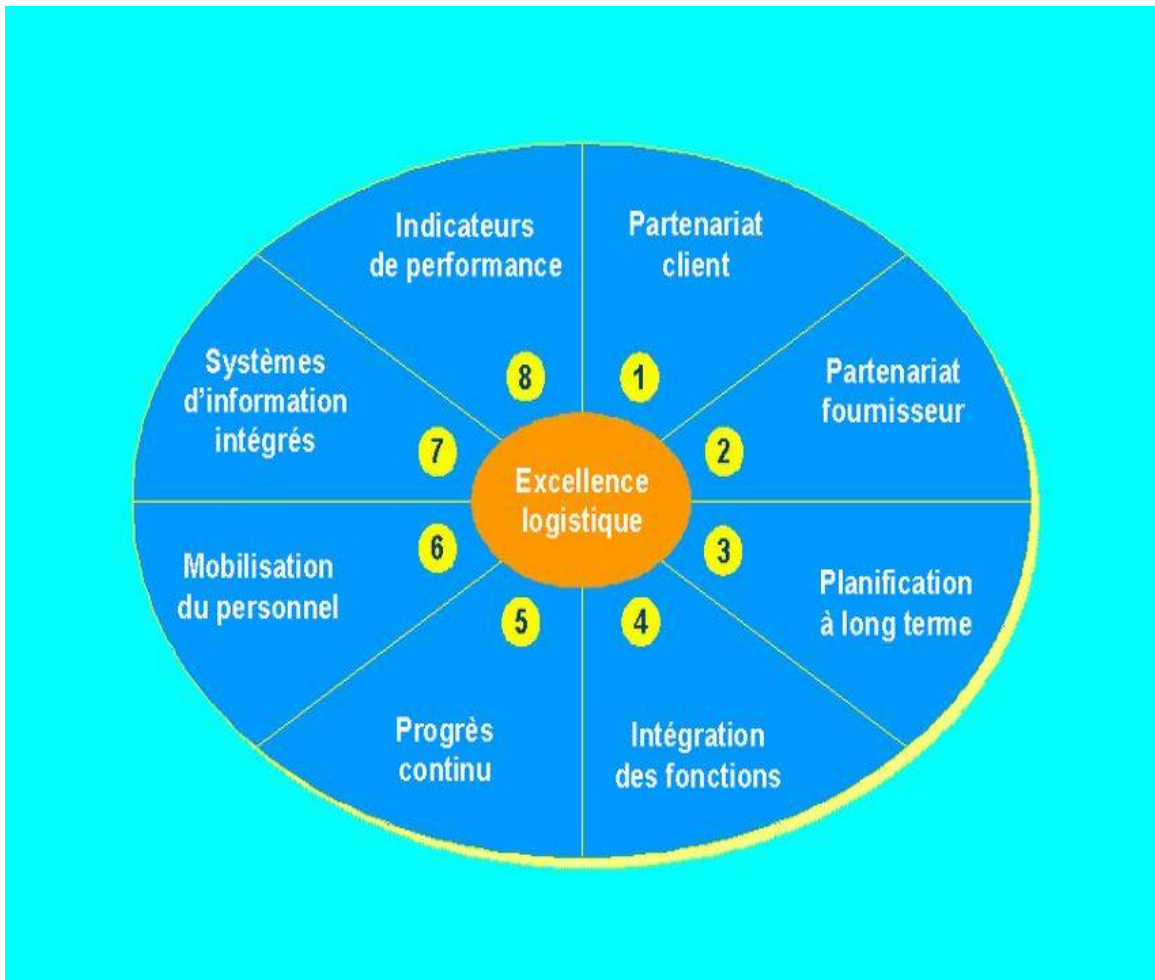 Excellence
logistique
1
Partenariat
client
2
Partenariat
fournisseur
3
Planification
à long terme
4
Intégration
des fonctions
5
Progrès
continu
6
Mobilisation
du personnel
7
Systèmes
d’information
intégrés
8
Indicateurs
de performance